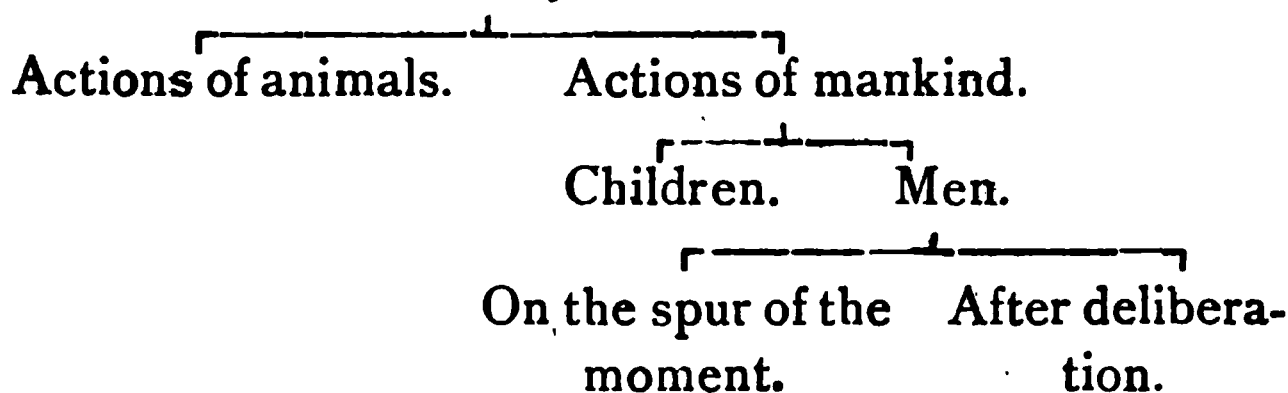 Actions of animals. Actions of mankind.
Children. Men.
On the spur of the After delibera-
moment. tion.